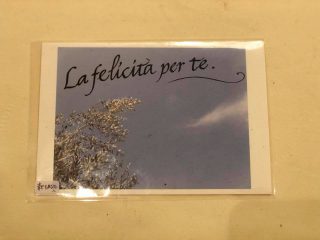 La felicità per te.